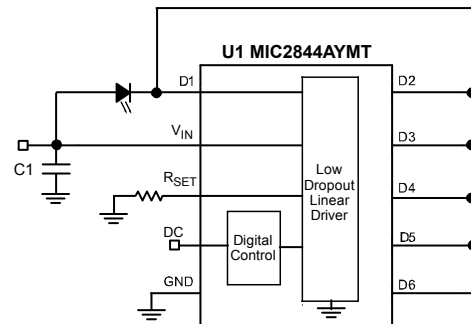 U1 MIC2844AYMT
D1
D2
VIN
D3
C1
RSET
Low
Dropout
Linear
Driver
D4
DC
Digital
Control
D5
GND
D6